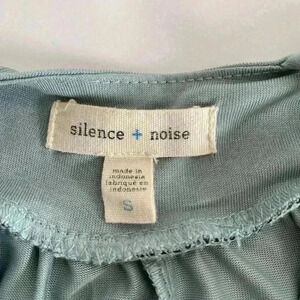 silence + noise
made in
indonesia
fabriqué en
indonésie
S